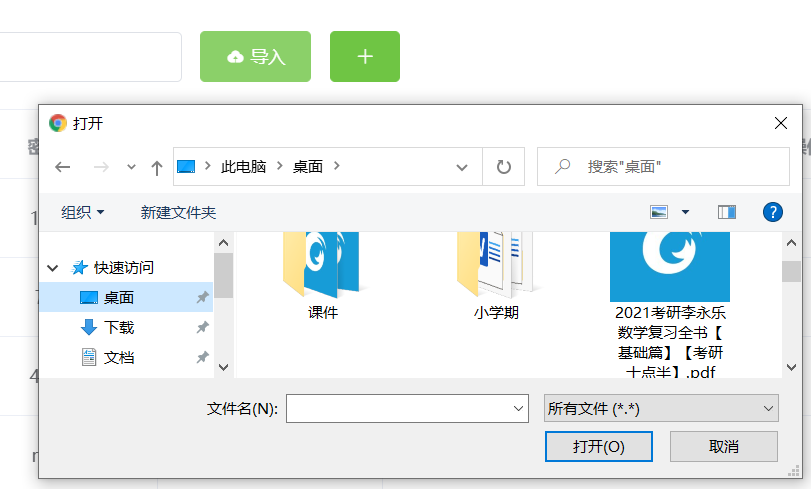 导入
+
打开
此电脑 桌面
搜索"桌面"
组织
新建文件夹
快速访问
桌面
下载
文档
课件
小学期
2021考研李永乐
数学复习全书【
基础篇】【考研
十点半】.pdf
文件名(N):
所有文件 (*.*)
打开(O)
取消